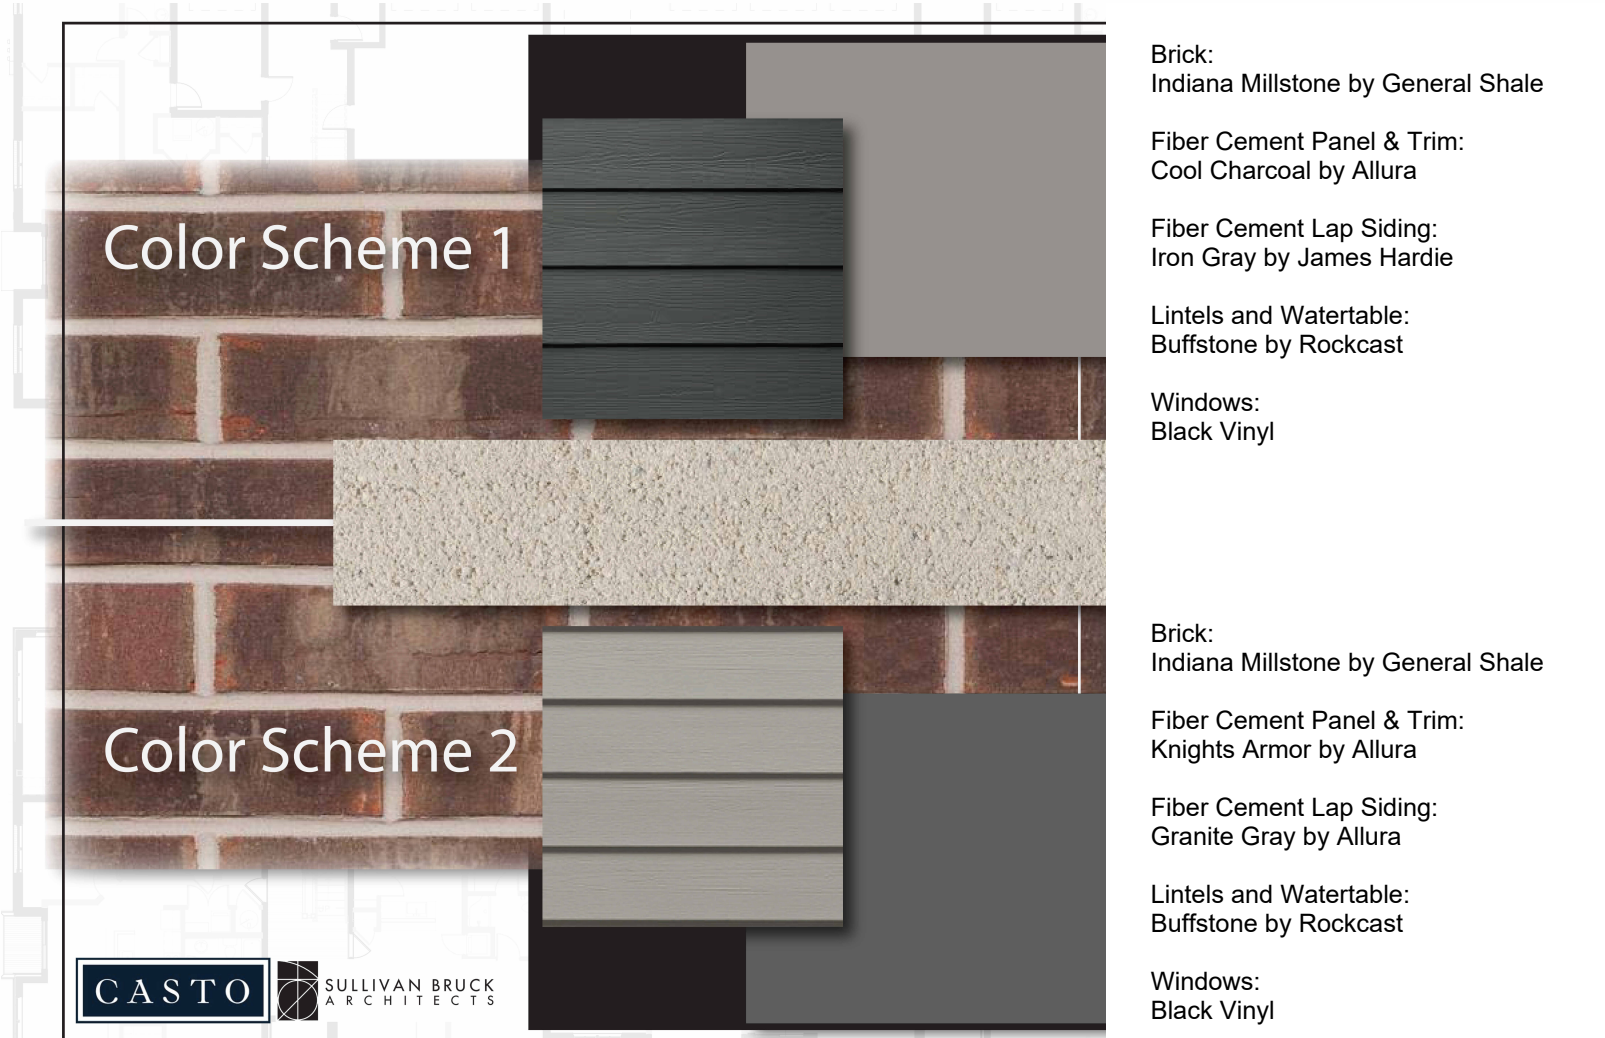 Color Scheme 1
Color Scheme 2
CASTO
SULLIVAN BRUCK
ARCHITECTS
Brick:
Indiana Millstone by General Shale
Fiber Cement Panel & Trim:
Cool Charcoal by Allura
Fiber Cement Lap Siding:
Iron Gray by James Hardie
Lintels and Watertable:
Buffstone by Rockcast
Windows:
Black Vinyl
Brick:
Indiana Millstone by General Shale
Fiber Cement Panel & Trim:
Knights Armor by Allura
Fiber Cement Lap Siding:
Granite Gray by Allura
Lintels and Watertable:
Buffstone by Rockcast
Windows:
Black Vinyl